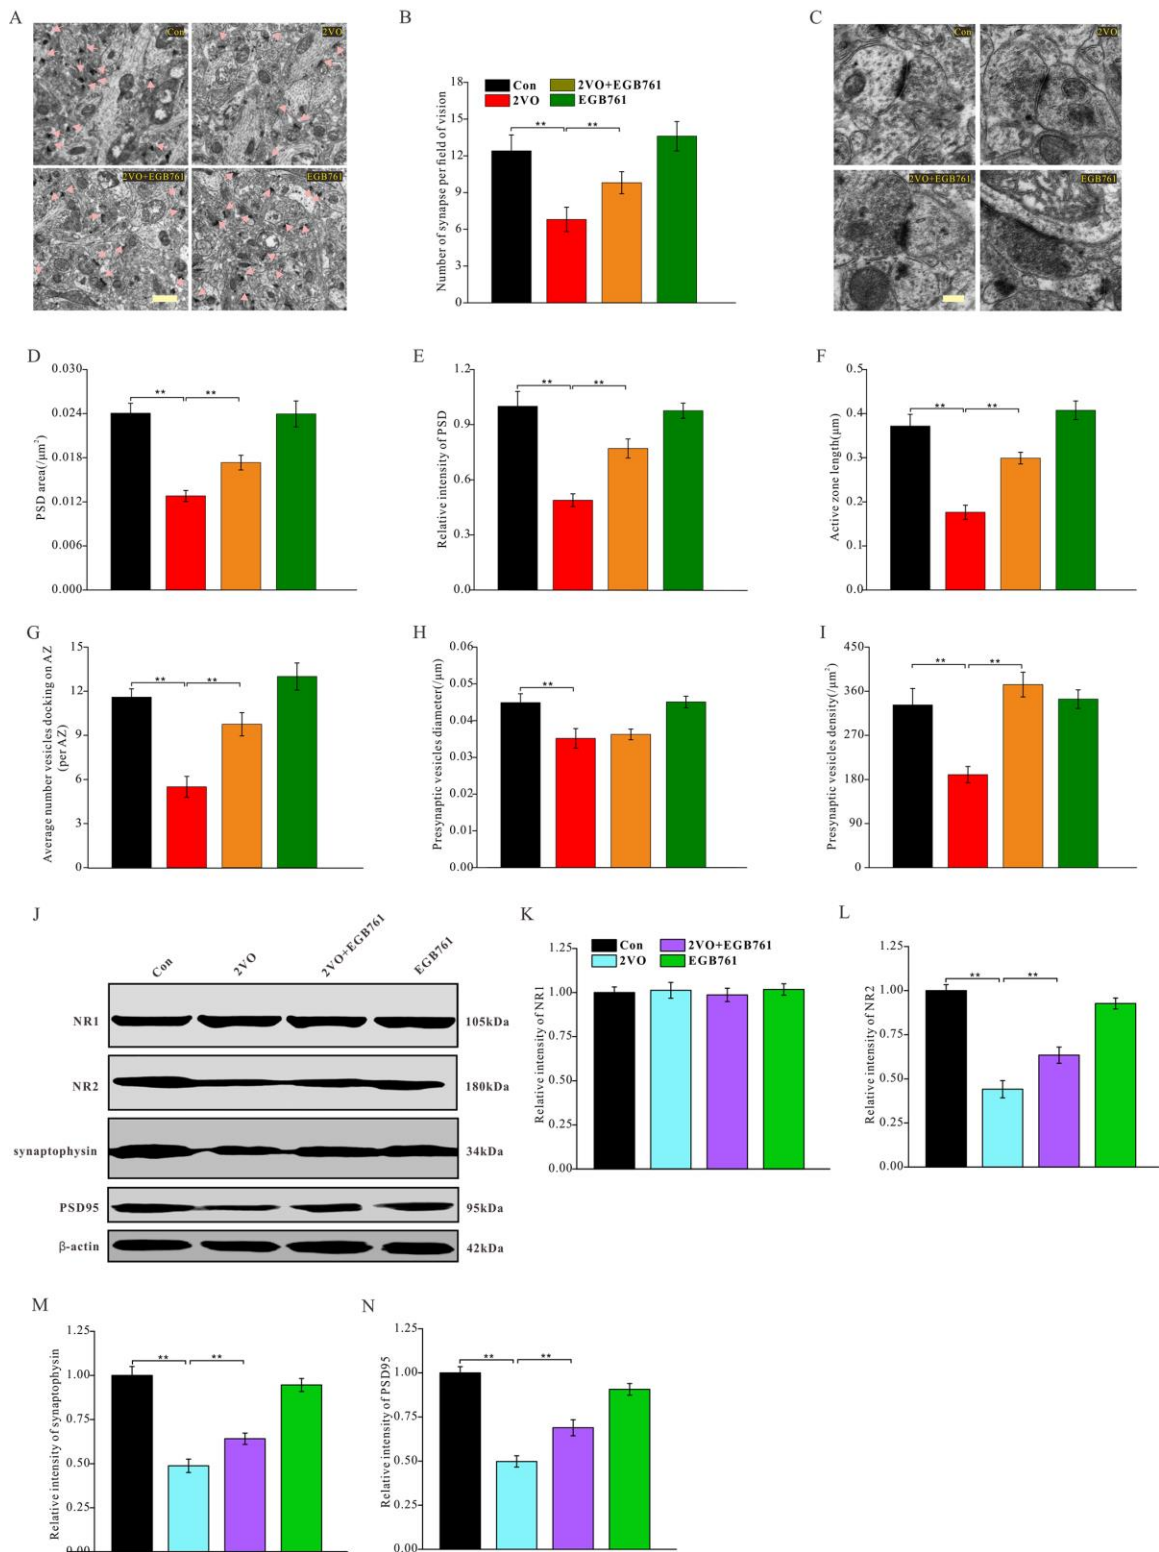 A
Con
2VO
2VO+EGB761
EGB761
B
Con
2VO+EGB761
2VO
EGB761
Number of synapse per field of vision
18
15
12
9
6
3
0
**
**
C
Con
2VO
2VO+EGB761
EGB761
D
PSD area(/μm²)
0.030
0.024
0.018
0.012
0.006
0.000
**
**
E
Relative intensity of PSD
1.2
0.9
0.6
0.3
0.0
**
**
F
Active zone length(μm)
0.5
0.4
0.3
0.2
0.1
0.0
**
**
G
Average number vesicles docking on AZ
(per AZ)
15
12
9
6
3
0
**
**
H
Presynaptic vesicles diameter(/μm)
0.06
0.05
0.04
0.03
0.02
0.01
0.00
**
I
Presynaptic vesicles density(/μm²)
450
360
270
180
90
0
**
**
J
Con
2VO
2VO+EGB761
EGB761
NR1
105kDa
NR2
180kDa
synaptophysin
34kDa
PSD95
95kDa
β-actin
42kDa
K
Con
2VO+EGB761
2VO
EGB761
Relative intensity of NR1
1.25
1.00
0.75
0.50
0.25
0.00
L
Relative intensity of NR2
1.25
1.00
0.75
0.50
0.25
0.00
**
**
M
Relative intensity of synaptophysin
1.25
1.00
0.75
0.50
0.25
0.00
**
**
N
Relative intensity of PSD95
1.25
1.00
0.75
0.50
0.25
0.00
**
**